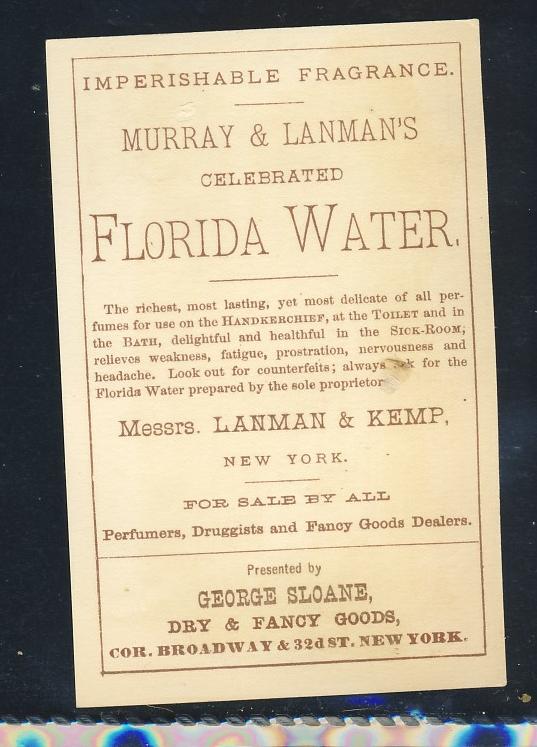 IMPERISHABLE FRAGRANCE.
MURRAY & LANMAN'S
CELEBRATED
FLORIDA WATER.
The richest, most lasting, yet most delicate of all per-
fumes for use on the HANDKERCHIEF, at the TOILET and in
the BATH, delightful and healthful in the SICK-ROOM;
relieves weakness, fatigue, prostration, nervousness and
headache. Look out for counterfeits; always for the
Florida Water prepared by the sole proprietor
Messrs. LANMAN & KEMP,
NEW YORK.
FOR SALE BY ALL
Perfumers, Druggists and Fancy Goods Dealers.
Presented by
GEORGE SLOANE,
DRY & FANCY GOODS,
COR. BROADWAY & 32d ST. NEW YORK.